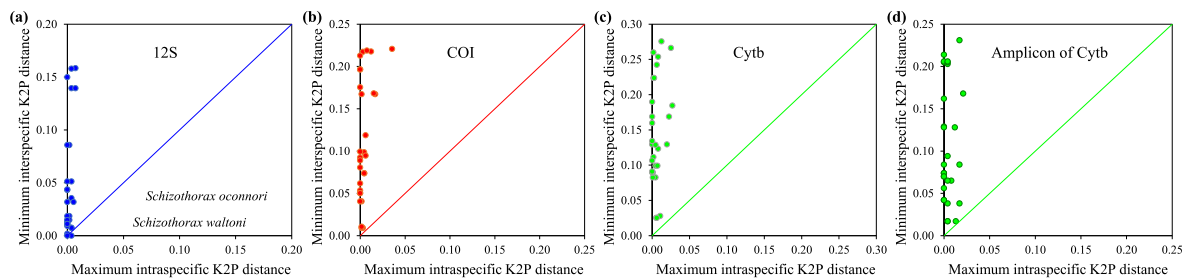 (a)
12S
Minimum interspecific K2P distance
0.20
0.15
0.10
0.05
0.00
Schizothorax oconnori
Schizothorax waltoni
0.00 0.05 0.10 0.15 0.20
Maximum intraspecific K2P distance
(b)
COI
Minimum interspecific K2P distance
0.25
0.20
0.15
0.10
0.05
0.00
0.00 0.05 0.10 0.15 0.20 0.25
Maximum intraspecific K2P distance
(c)
Cytb
Minimum interspecific K2P distance
0.30
0.25
0.20
0.15
0.10
0.05
0.00
0.00 0.05 0.10 0.15 0.20 0.25 0.30
Maximum intraspecific K2P distance
(d)
Amplicon of Cytb
Minimum interspecific K2P distance
0.25
0.20
0.15
0.10
0.05
0.00
0.00 0.05 0.10 0.15 0.20 0.25
Maximum intraspecific K2P distance